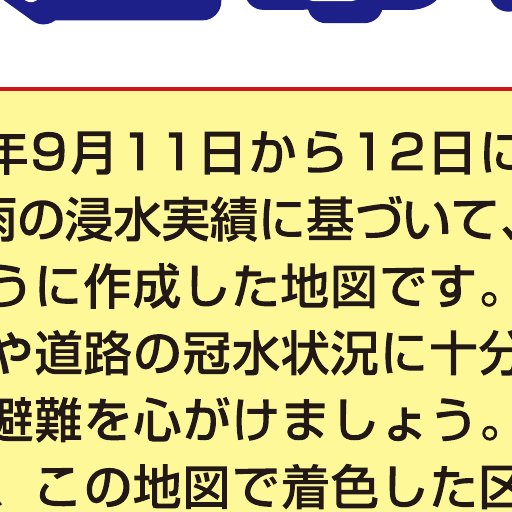 年9月11日から12日に
雨の浸水実績に基づいて、
うに作成した地図です。
や道路の冠水状況に十分
避難を心がけましょう。
、この地図で着色した区